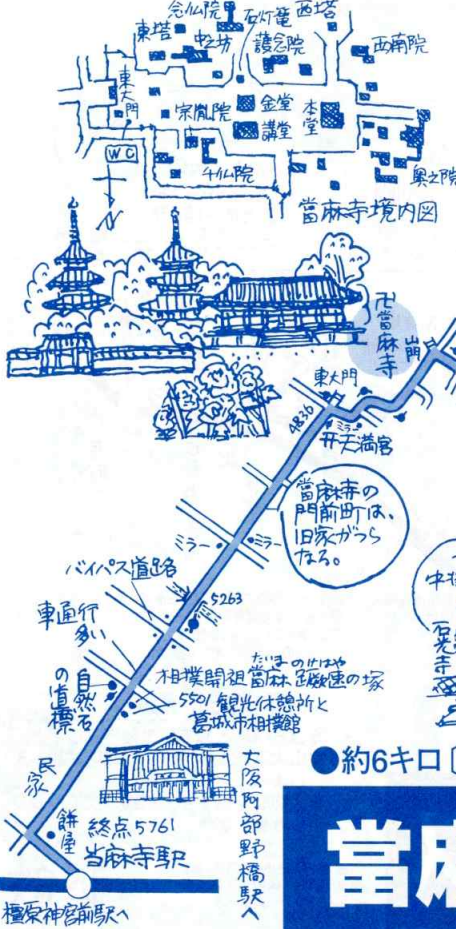 念仏院
石灯篭
西塔
東塔
中之坊
護念院
西南院
東大門
宗胤院
金堂
本堂
講堂
WC
千仏院
奥之院
N
當麻寺境内図
卍當麻寺
山門
東大門
4836
ミラー
天満宮
當麻寺の
門前町は、
旧家がつら
なる。
ミラー
ミラー
バイパス道路
5263
車通行
多い
自然石
の道標
相撲開祖當麻蹶速の塚
たいまのけはや
5501 観光休憩所と
葛城市相撲館
民家
餅屋
終点5761
当麻寺駅
大阪阿部野橋駅へ
橿原神宮前駅へ
石光寺
●約6キロ[
當麻